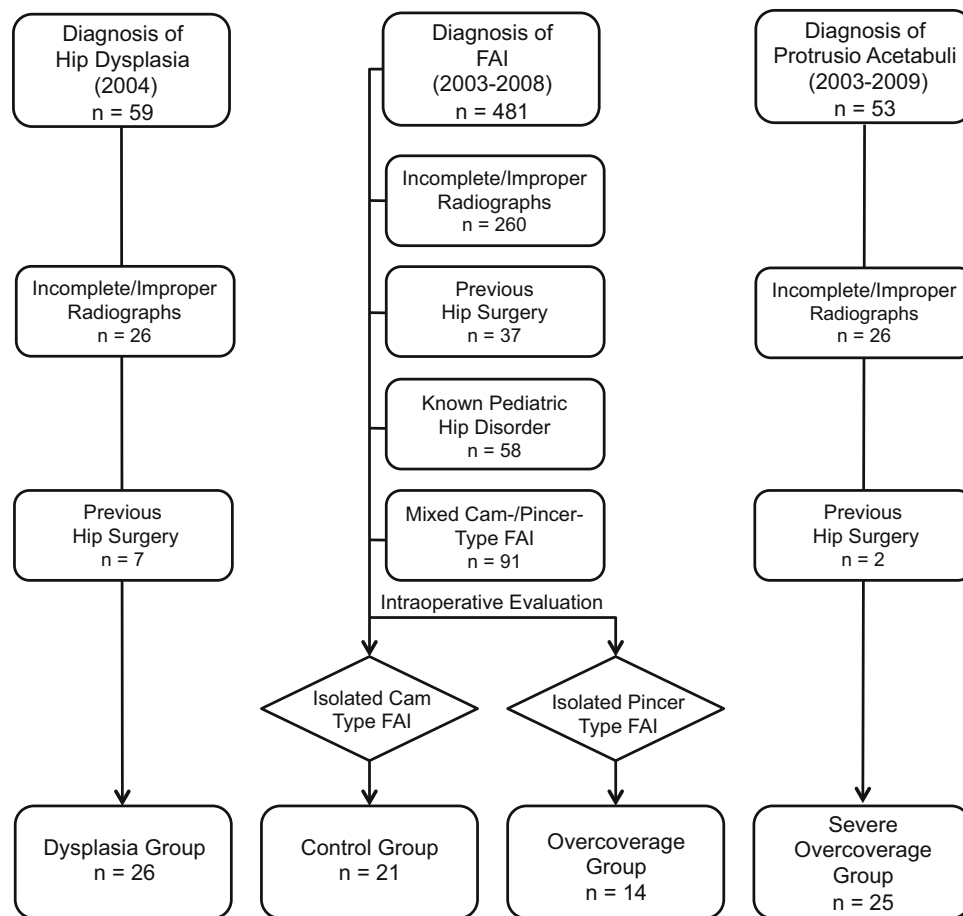 Diagnosis of
Hip Dysplasia
(2004)
n = 59
Diagnosis of
FAI
(2003-2008)
n = 481
Diagnosis of
Protrusio Acetabuli
(2003-2009)
n = 53
Incomplete/Improper
Radiographs
n = 260
Incomplete/Improper
Radiographs
n = 26
Previous
Hip Surgery
n = 37
Incomplete/Improper
Radiographs
n = 26
Known Pediatric
Hip Disorder
n = 58
Previous
Hip Surgery
n = 7
Mixed Cam-/Pincer-
Type FAI
n = 91
Previous
Hip Surgery
n = 2
Intraoperative Evaluation
Isolated Cam
Type FAI
Isolated Pincer
Type FAI
Dysplasia Group
n = 26
Control Group
n = 21
Overcoverage
Group
n = 14
Severe
Overcoverage
Group
n = 25